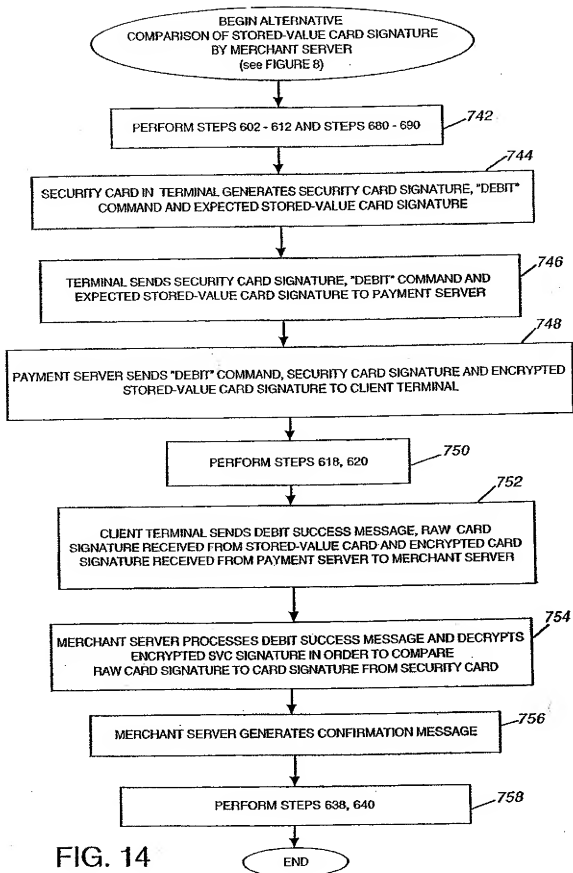 BEGIN ALTERNATIVE
COMPARISON OF STORED-VALUE CARD SIGNATURE
BY MERCHANT SERVER
(see FIGURE 8)
742
PERFORM STEPS 602 - 612 AND STEPS 680 - 690
744
SECURITY CARD IN TERMINAL GENERATES SECURITY CARD SIGNATURE, "DEBIT"
COMMAND AND EXPECTED STORED-VALUE CARD SIGNATURE
746
TERMINAL SENDS SECURITY CARD SIGNATURE, "DEBIT" COMMAND AND
EXPECTED STORED-VALUE CARD SIGNATURE TO PAYMENT SERVER
748
PAYMENT SERVER SENDS "DEBIT" COMMAND, SECURITY CARD SIGNATURE AND ENCRYPTED
STORED-VALUE CARD SIGNATURE TO CLIENT TERMINAL
750
PERFORM STEPS 618, 620
752
CLIENT TERMINAL SENDS DEBIT SUCCESS MESSAGE, RAW CARD
SIGNATURE RECEIVED FROM STORED-VALUE CARD AND ENCRYPTED CARD
SIGNATURE RECEIVED FROM PAYMENT SERVER TO MERCHANT SERVER
754
MERCHANT SERVER PROCESSES DEBIT SUCCESS MESSAGE AND DECRYPTS
ENCRYPTED SVC SIGNATURE IN ORDER TO COMPARE
RAW CARD SIGNATURE TO CARD SIGNATURE FROM SECURITY CARD
756
MERCHANT SERVER GENERATES CONFIRMATION MESSAGE
758
PERFORM STEPS 638, 640
FIG. 14
END